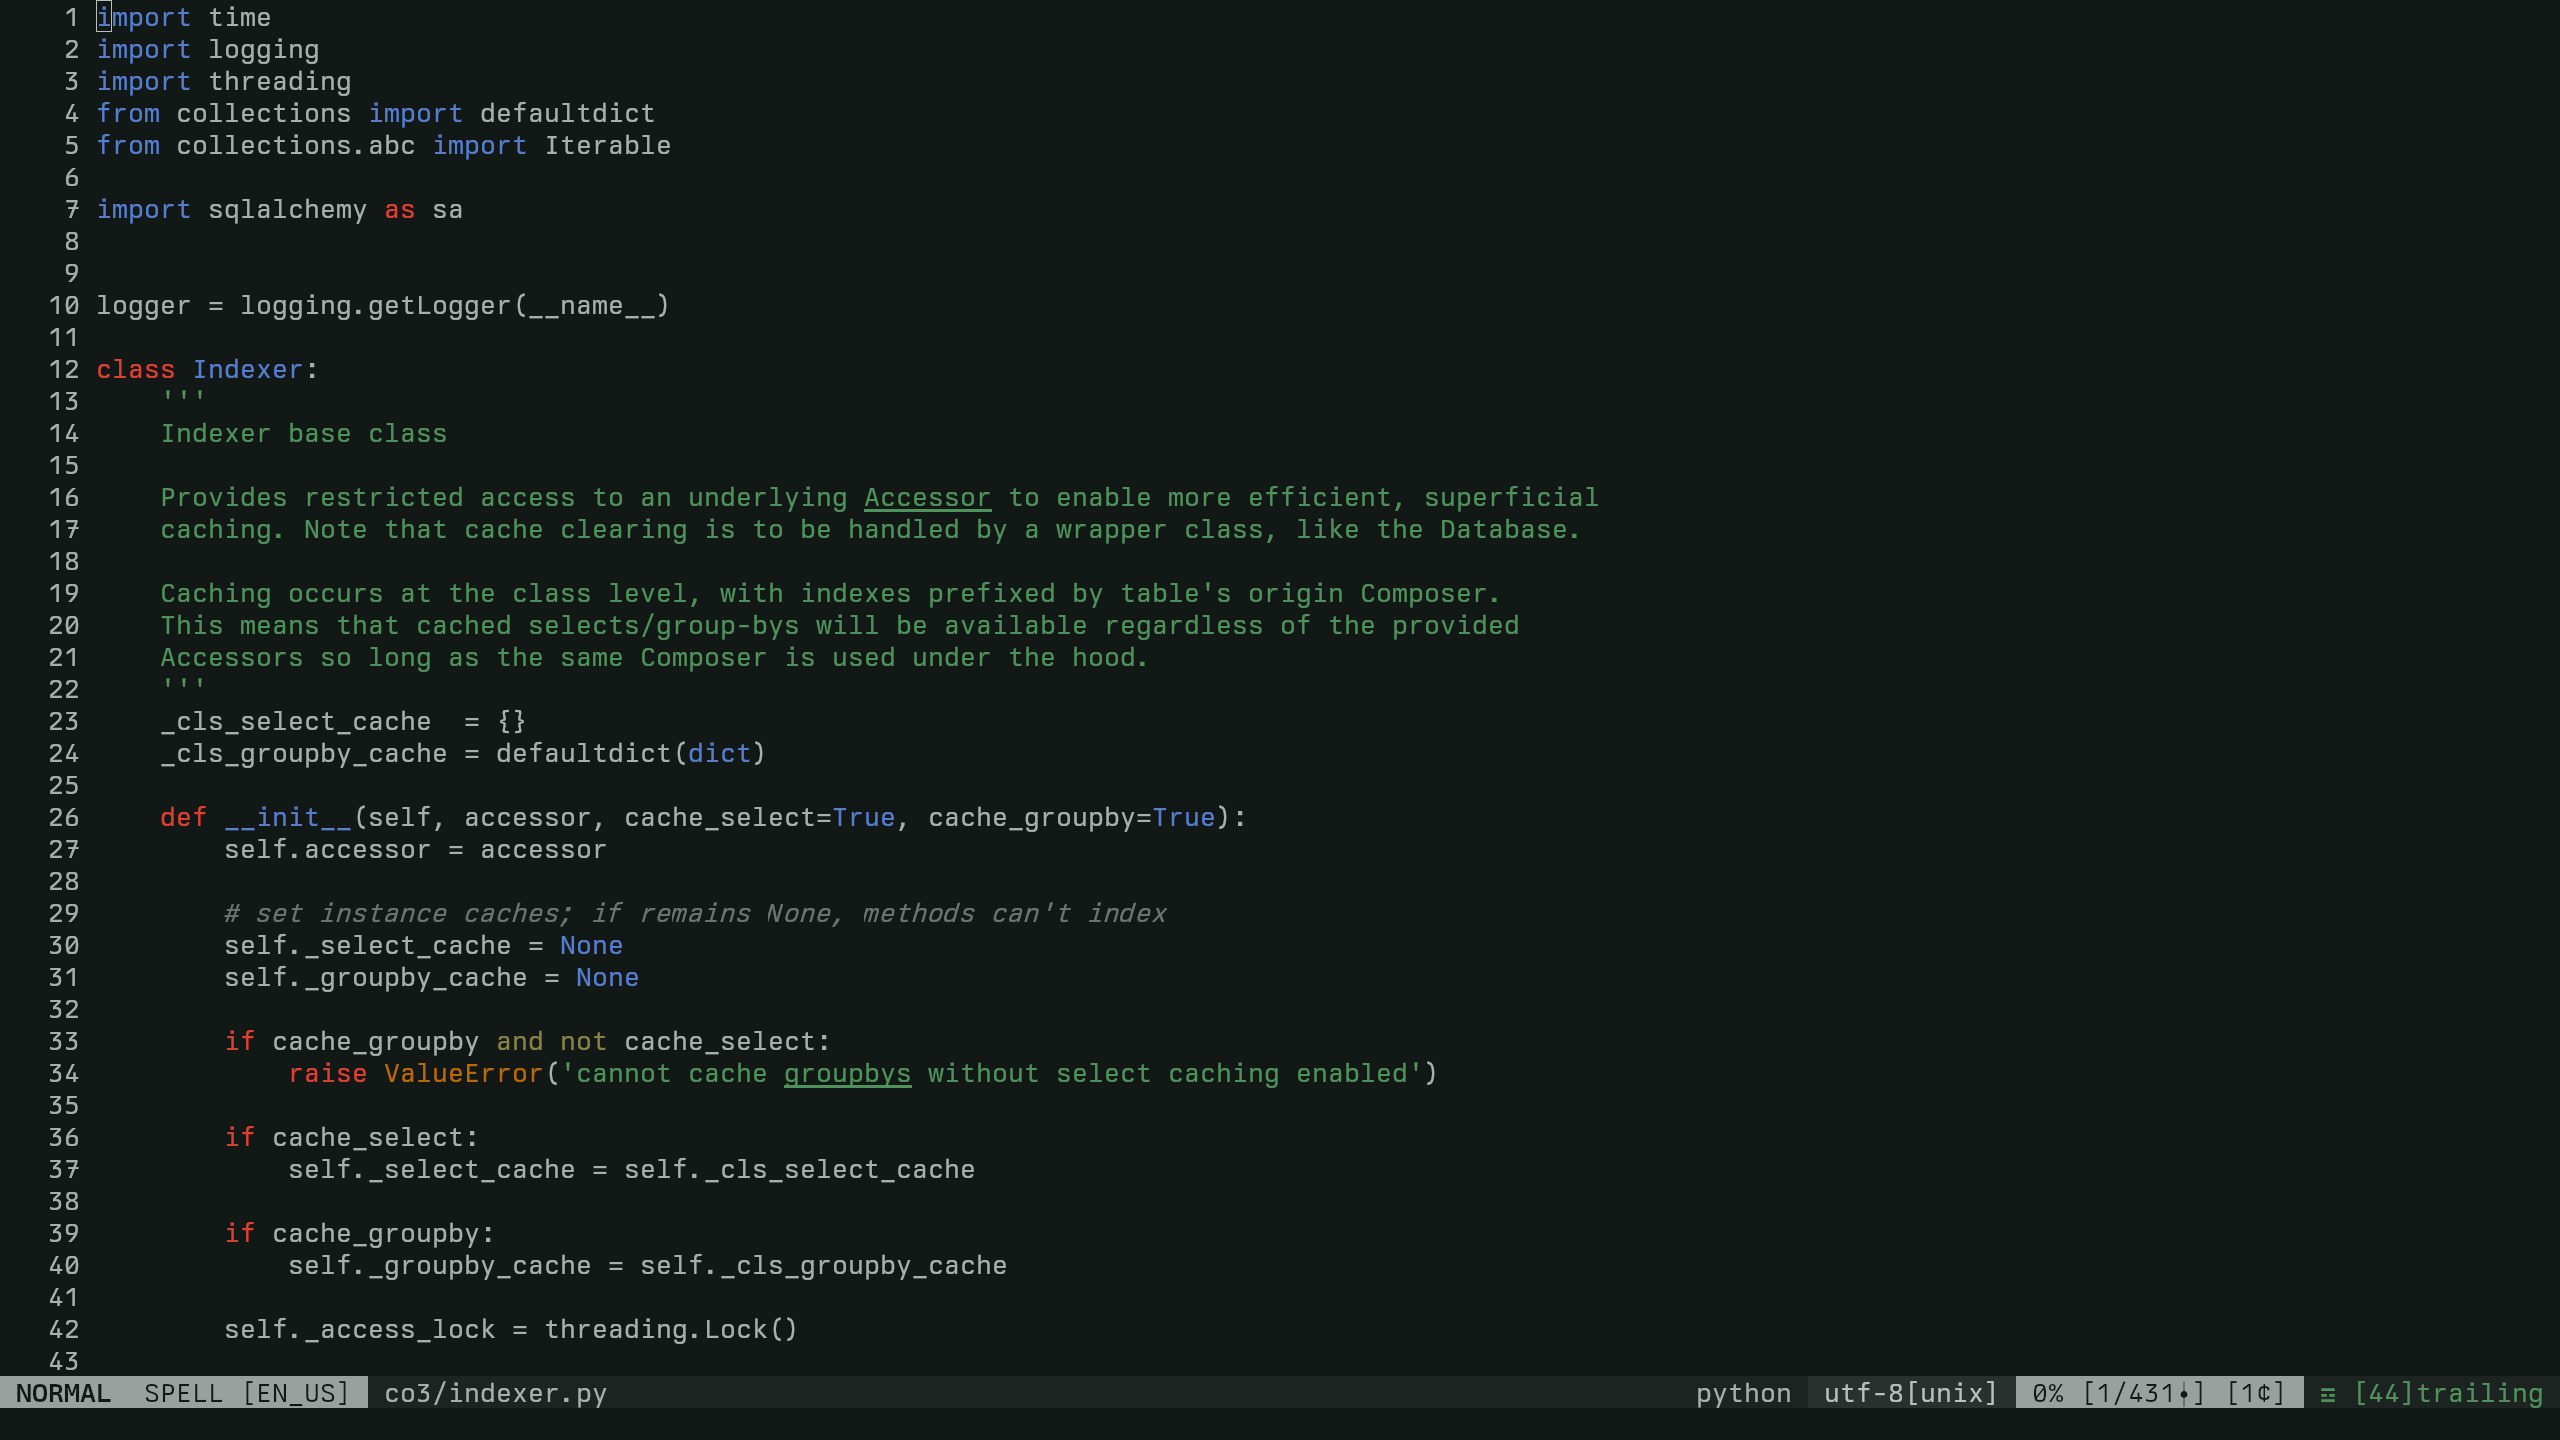 1 import time
2 import logging
3 import threading
4 from collections import defaultdict
5 from collections.abc import Iterable
6
7 import sqlalchemy as sa
8
9
10 logger = logging.getLogger(__name__)
11
12 class Indexer:
13     '''
14     Indexer base class
15
16     Provides restricted access to an underlying Accessor to enable more efficient, superficial
17     caching. Note that cache clearing is to be handled by a wrapper class, like the Database.
18
19     Caching occurs at the class level, with indexes prefixed by table's origin Composer.
20     This means that cached selects/group-bys will be available regardless of the provided
21     Accessors so long as the same Composer is used under the hood.
22     '''
23     _cls_select_cache  = {}
24     _cls_groupby_cache = defaultdict(dict)
25
26     def __init__(self, accessor, cache_select=True, cache_groupby=True):
27         self.accessor = accessor
28
29         # set instance caches; if remains None, methods can't index
30         self._select_cache = None
31         self._groupby_cache = None
32
33         if cache_groupby and not cache_select:
34             raise ValueError('cannot cache groupbys without select caching enabled')
35
36         if cache_select:
37             self._select_cache = self._cls_select_cache
38
39         if cache_groupby:
40             self._groupby_cache = self._cls_groupby_cache
41
42         self._access_lock = threading.Lock()
43
NORMAL  SPELL [EN_US]  co3/indexer.py  python  utf-8[unix]  0% [1/431] [1¢]  [44]trailing